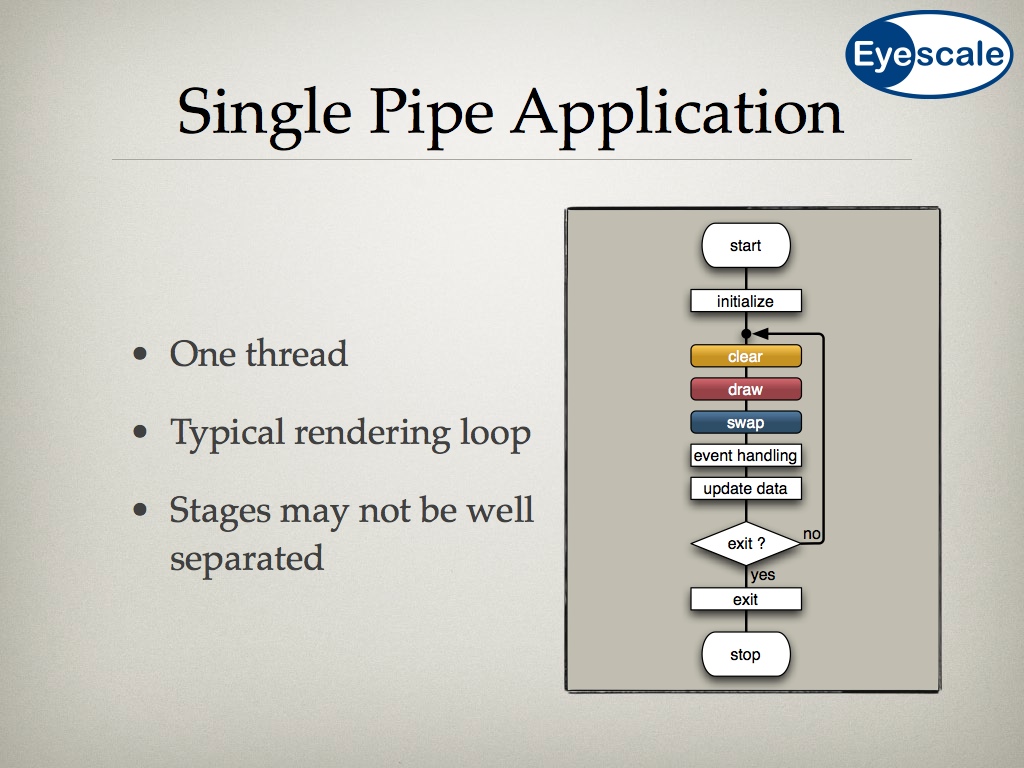 Eyescale
Single Pipe Application
• One thread
• Typical rendering loop
• Stages may not be well
separated
start
initialize
clear
draw
swap
event handling
update data
exit ?
no
yes
exit
stop